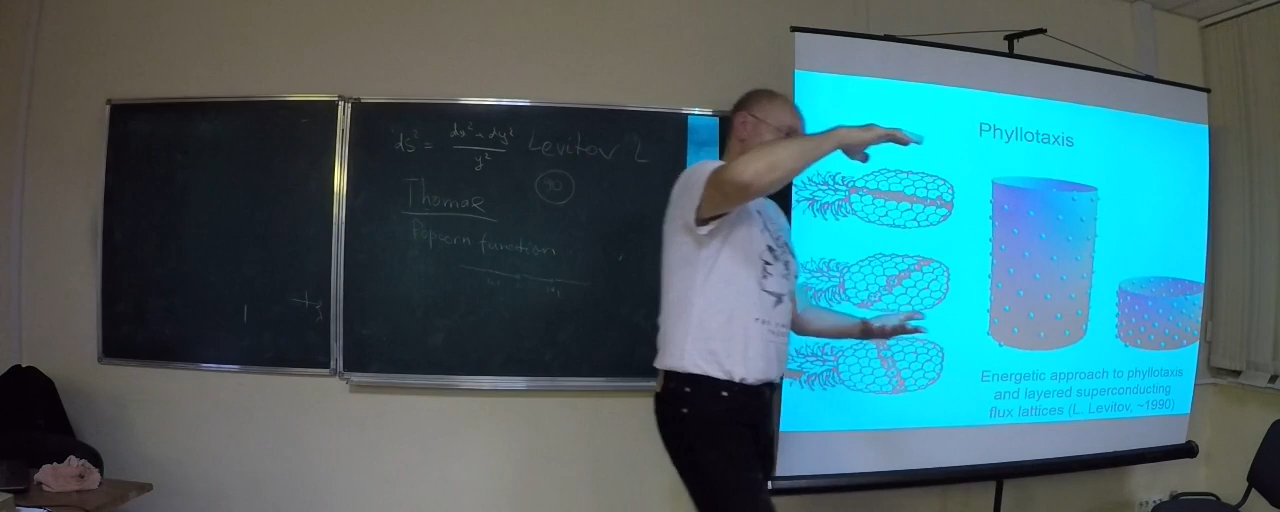 ds² = dx² + dy² / y²
Levitov L
90
Thomae
Popcorn function
Phyllotaxis
Energetic approach to phyllotaxis
and layered superconducting
flux lattices (L. Levitov, ~1990)